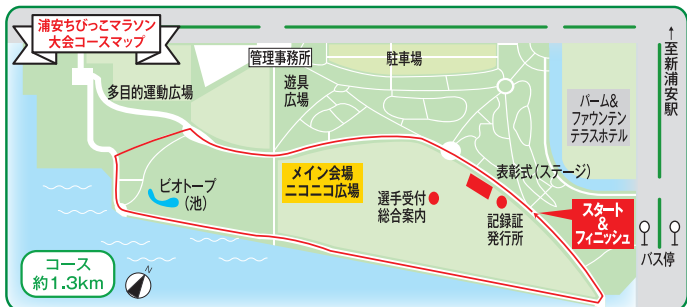 浦安ちびっこマラソン
大会コースマップ
管理事務所
駐車場
↑至新浦安駅
多目的運動広場
遊具
広場
パーム&
ファウンテン
テラスホテル
メイン会場
ニコニコ広場
表彰式(ステージ)
ビオトープ
(池)
選手受付
総合案内
記録証
発行所
スタート
&
フィニッシュ
バス停
コース
約1.3km
N